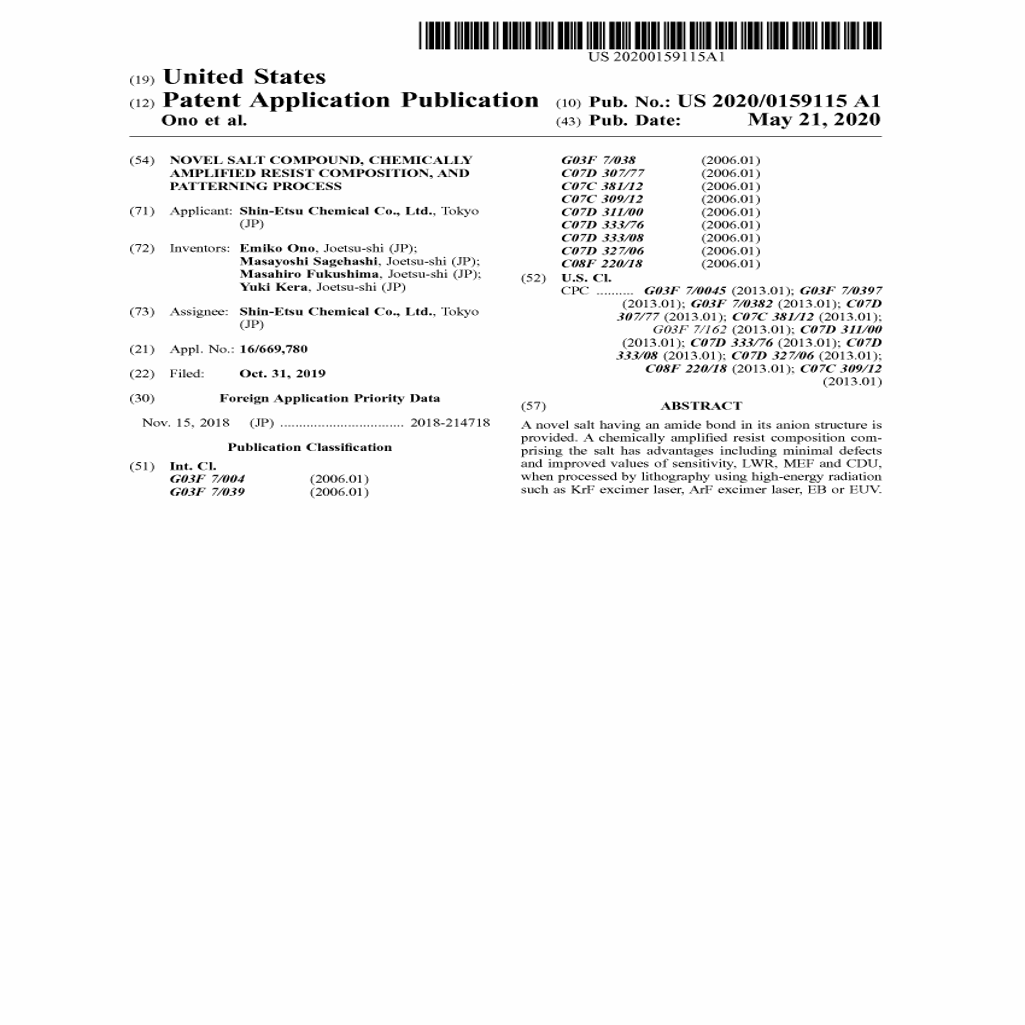 US 20200159115A1
(19) United States
(12) Patent Application Publication (10) Pub. No.: US 2020/0159115 A1
Ono et al. (43) Pub. Date: May 21, 2020
(54) NOVEL SALT COMPOUND, CHEMICALLY
AMPLIFIED RESIST COMPOSITION, AND
PATTERNING PROCESS
(71) Applicant: Shin-Etsu Chemical Co., Ltd., Tokyo
(JP)
(72) Inventors: Emiko Ono, Joetsu-shi (JP);
Masayoshi Sagehashi, Joetsu-shi (JP);
Masahiro Fukushima, Joetsu-shi (JP);
Yuki Kera, Joetsu-shi (JP)
(73) Assignee: Shin-Etsu Chemical Co., Ltd., Tokyo
(JP)
(21) Appl. No.: 16/669,780
(22) Filed: Oct. 31, 2019
(30) Foreign Application Priority Data
Nov. 15, 2018 (JP) ................................ 2018-214718
Publication Classification
(51) Int. Cl.
G03F 7/004 (2006.01)
G03F 7/039 (2006.01)
G03F 7/038 (2006.01)
C07D 307/77 (2006.01)
C07C 381/12 (2006.01)
C07C 309/12 (2006.01)
C07D 311/00 (2006.01)
C07D 333/76 (2006.01)
C07D 333/08 (2006.01)
C07D 327/06 (2006.01)
C08F 220/18 (2006.01)
(52) U.S. Cl.
CPC .......... G03F 7/0045 (2013.01); G03F 7/0397
(2013.01); G03F 7/0382 (2013.01); C07D
307/77 (2013.01); C07C 381/12 (2013.01);
G03F 7/162 (2013.01); C07D 311/00
(2013.01); C07D 333/76 (2013.01); C07D
333/08 (2013.01); C07D 327/06 (2013.01);
C08F 220/18 (2013.01); C07C 309/12
(2013.01)
(57) ABSTRACT
A novel salt having an amide bond in its anion structure is
provided. A chemically amplified resist composition com-
prising the salt has advantages including minimal defects
and improved values of sensitivity, LWR, MEF and CDU,
when processed by lithography using high-energy radiation
such as KrF excimer laser, ArF excimer laser, EB or EUV.